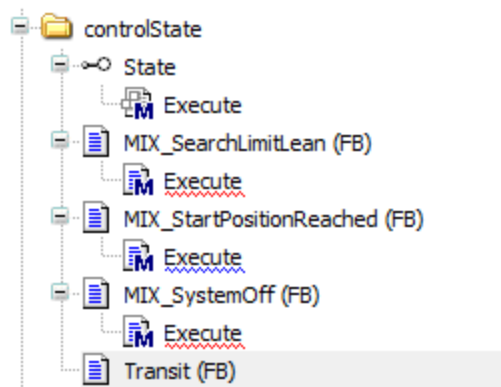 controlState
State
Execute
MIX_SearchLimitLean (FB)
Execute
MIX_StartPositionReached (FB)
Execute
MIX_SystemOff (FB)
Execute
Transit (FB)